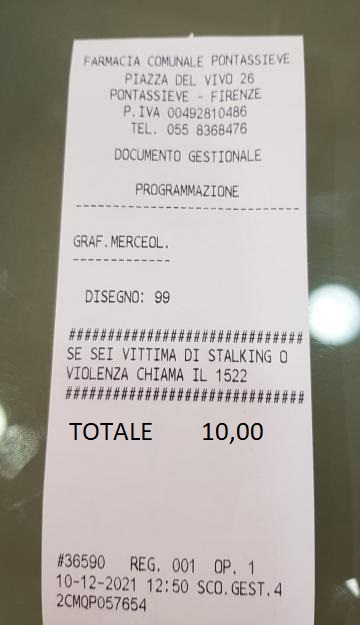 FARMACIA COMUNALE PONTASSIEVE
PIAZZA DEL VIVO 26
PONTASSIEVE - FIRENZE
P.IVA 00492810486
TEL. 055 8368476
DOCUMENTO GESTIONALE
PROGRAMMAZIONE
--------------------------------
GRAF.MERCEOL.
-------------
DISEGNO: 99
##############################
SE SEI VITTIMA DI STALKING O
VIOLENZA CHIAMA IL 1522
##############################
TOTALE 10,00
#36590 REG. 001 OP. 1
10-12-2021 12:50 SCO.GEST.4
2CMQP057654